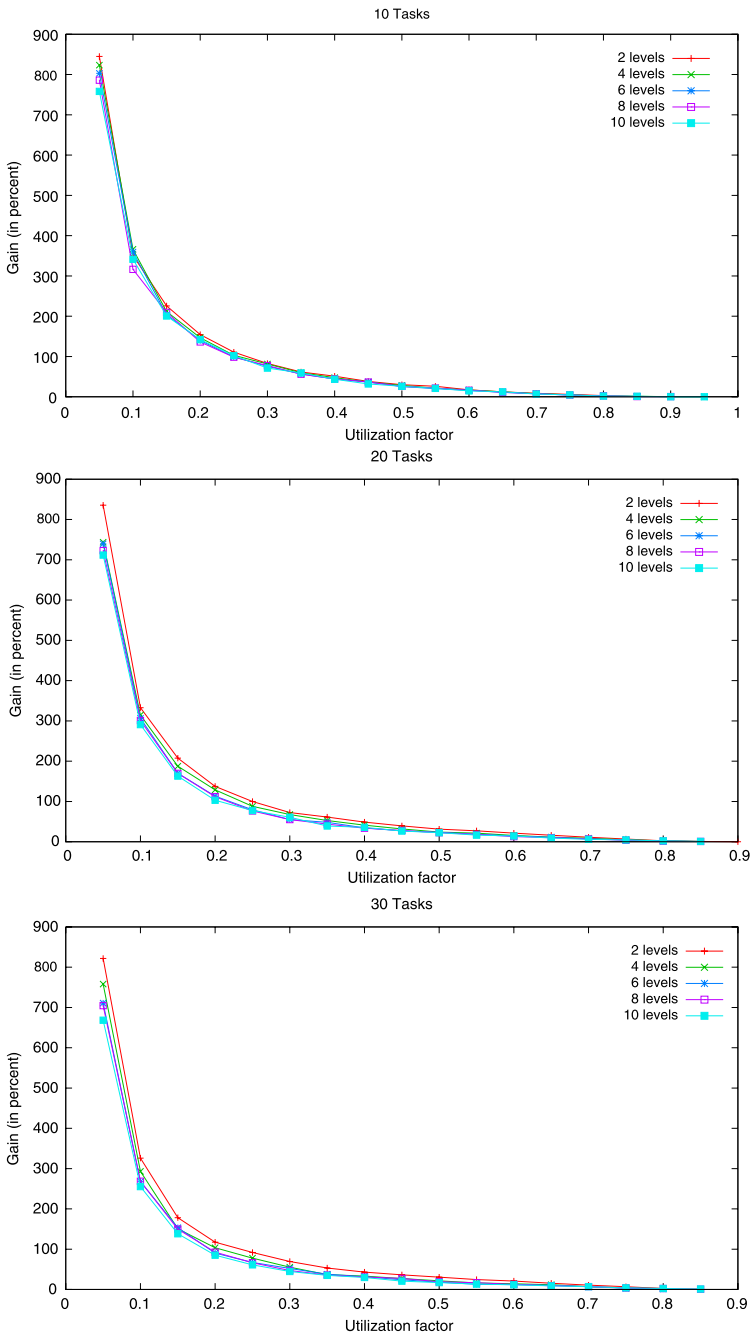 10 Tasks
900
800
700
600
500
400
300
200
100
0
Gain (in percent)
2 levels
4 levels
6 levels
8 levels
10 levels
0 0.1 0.2 0.3 0.4 0.5 0.6 0.7 0.8 0.9 1
Utilization factor
20 Tasks
900
800
700
600
500
400
300
200
100
0
Gain (in percent)
2 levels
4 levels
6 levels
8 levels
10 levels
0 0.1 0.2 0.3 0.4 0.5 0.6 0.7 0.8 0.9
Utilization factor
30 Tasks
900
800
700
600
500
400
300
200
100
0
Gain (in percent)
2 levels
4 levels
6 levels
8 levels
10 levels
0 0.1 0.2 0.3 0.4 0.5 0.6 0.7 0.8 0.9
Utilization factor